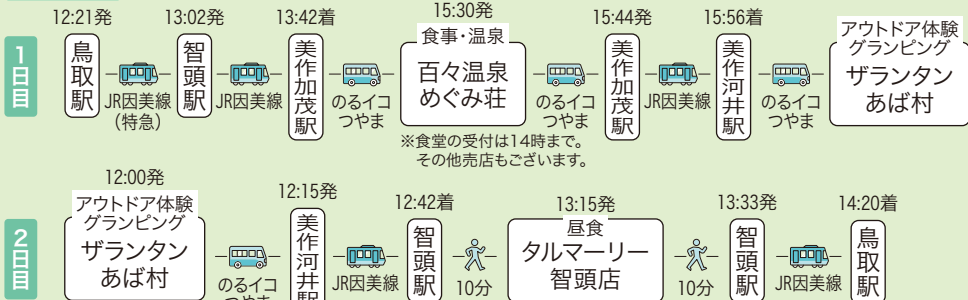 12:21発
13:02発
13:42着
15:30発
15:44発
15:56着
1日目
鳥取駅
JR因美線
(特急)
智頭駅
JR因美線
美作加茂駅
のるイコ
つやま
食事・温泉
百々温泉
めぐみ荘
※食堂の受付は14時まで。
その他売店もございます。
のるイコ
つやま
美作加茂駅
JR因美線
美作河井駅
のるイコ
つやま
アウトドア体験
グランピング
ザランタン
あば村
12:00発
12:15発
12:42着
13:15発
13:33発
14:20着
2日目
アウトドア体験
グランピング
ザランタン
あば村
のるイコ
つやま
美作河井駅
JR因美線
智頭駅
10分
昼食
タルマーリー
智頭店
10分
智頭駅
JR因美線
鳥取駅